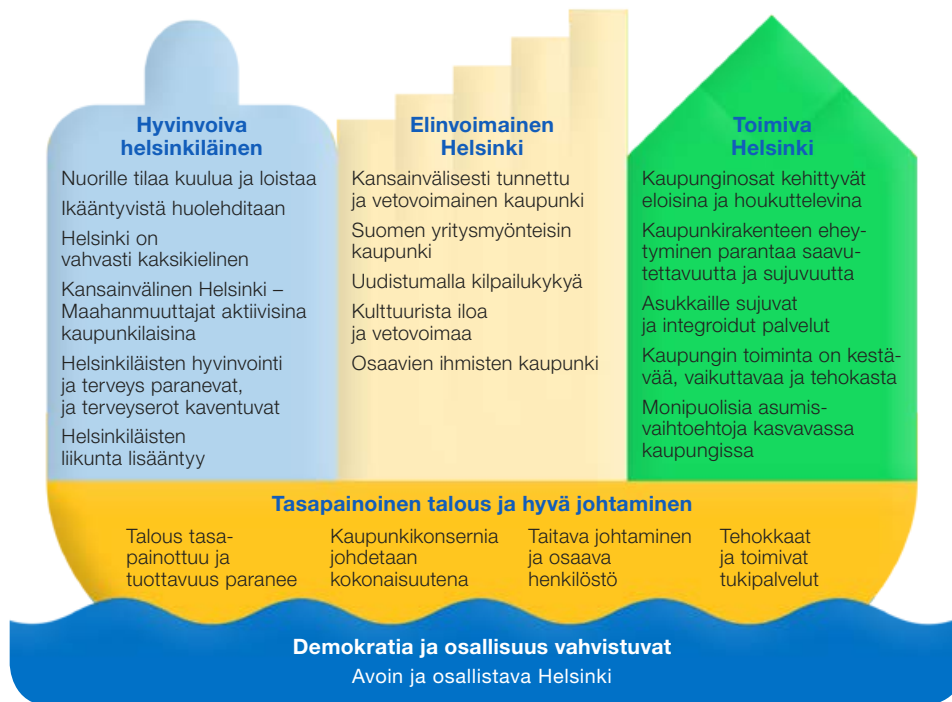 Hyvinvoiva
helsinkiläinen
Nuorille tilaa kuulua ja loistaa
Ikääntyvistä huolehditaan
Helsinki on
vahvasti kaksikielinen
Kansainvälinen Helsinki –
Maahanmuuttajat aktiivisina
kaupunkilaisina
Helsinkiläisten hyvinvointi
ja terveys paranevat,
ja terveyserot kaventuvat
Helsinkiläisten
liikunta lisääntyy
Elinvoimainen
Helsinki
Kansainvälisesti tunnettu
ja vetovoimainen kaupunki
Suomen yritysmyönteisin
kaupunki
Uudistumalla kilpailukykyä
Kulttuurista iloa
ja vetovoimaa
Osaavien ihmisten kaupunki
Toimiva
Helsinki
Kaupunginosat kehittyvät
eloisina ja houkuttelevina
Kaupunkirakenteen ehey-
tyminen parantaa saavu-
tettavuutta ja sujuvuutta
Asukkaille sujuvat
ja integroidut palvelut
Kaupungin toiminta on kestä-
vää, vaikuttavaa ja tehokasta
Monipuolisia asumis-
vaihtoehtoja kasvavassa
kaupungissa
Tasapainoinen talous ja hyvä johtaminen
Talous tasa-
painottuu ja
tuottavuus paranee
Kaupunkikonsernia
johdetaan
kokonaisuutena
Taitava johtaminen
ja osaava
henkilöstö
Tehokkaat
ja toimivat
tukipalvelut
Demokratia ja osallisuus vahvistuvat
Avoin ja osallistava Helsinki